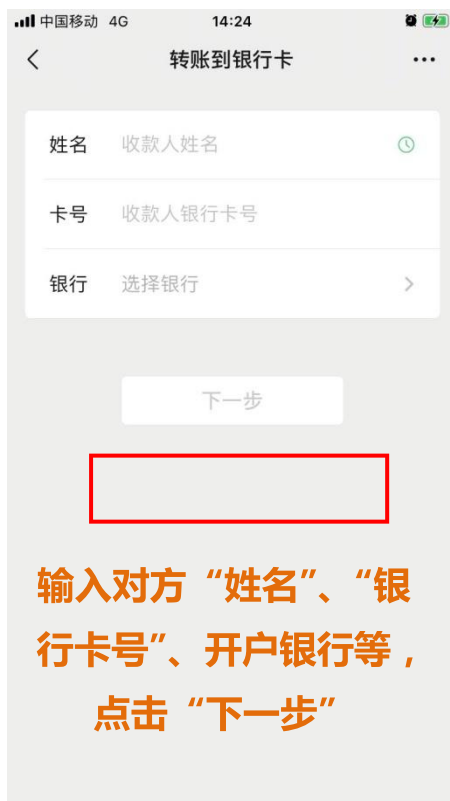 中国移动 4G 14:24
转账到银行卡
姓名 收款人姓名
卡号 收款人银行卡号
银行 选择银行
下一步
输入对方“姓名”、“银
行卡号”、开户银行等，
点击“下一步”